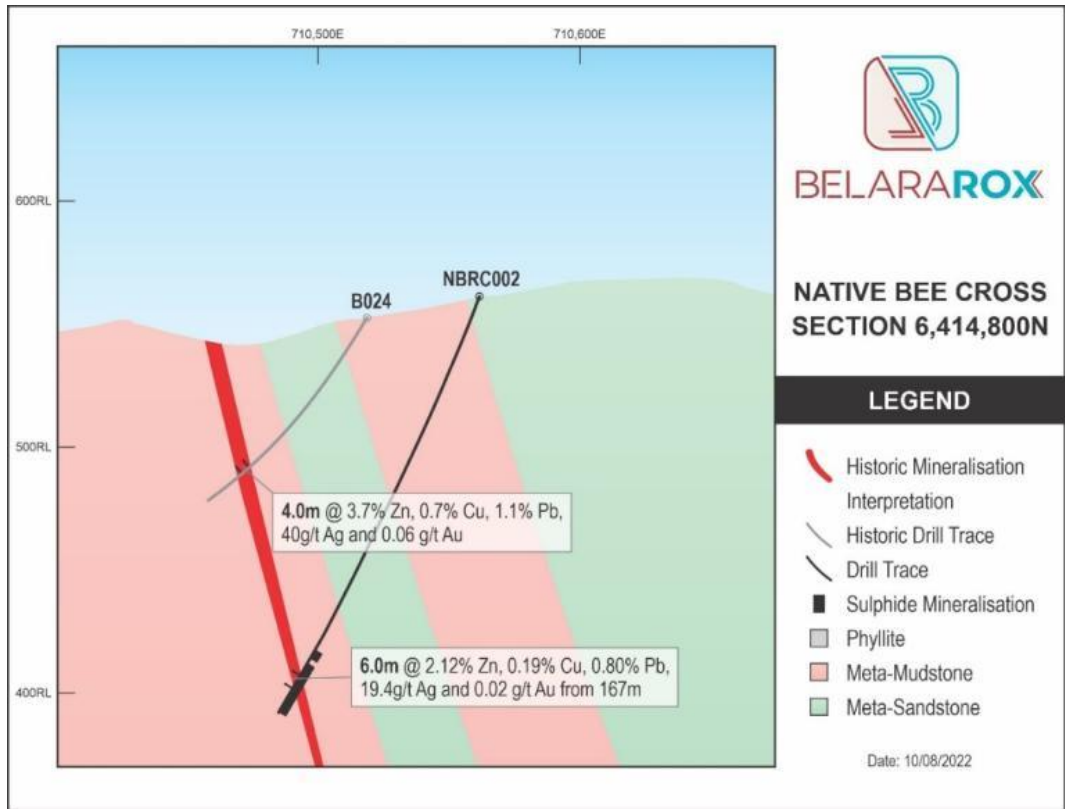 710,500E
710,600E
BELARAROX
600RL
NBRC002
B024
NATIVE BEE CROSS
SECTION 6,414,800N
LEGEND
500RL
Historic Mineralisation
Interpretation
4.0m @ 3.7% Zn, 0.7% Cu, 1.1% Pb,
40g/t Ag and 0.06 g/t Au
Historic Drill Trace
Drill Trace
Sulphide Mineralisation
Phyllite
6.0m @ 2.12% Zn, 0.19% Cu, 0.80% Pb,
19.4g/t Ag and 0.02 g/t Au from 167m
Meta-Mudstone
400RL
Meta-Sandstone
Date: 10/08/2022